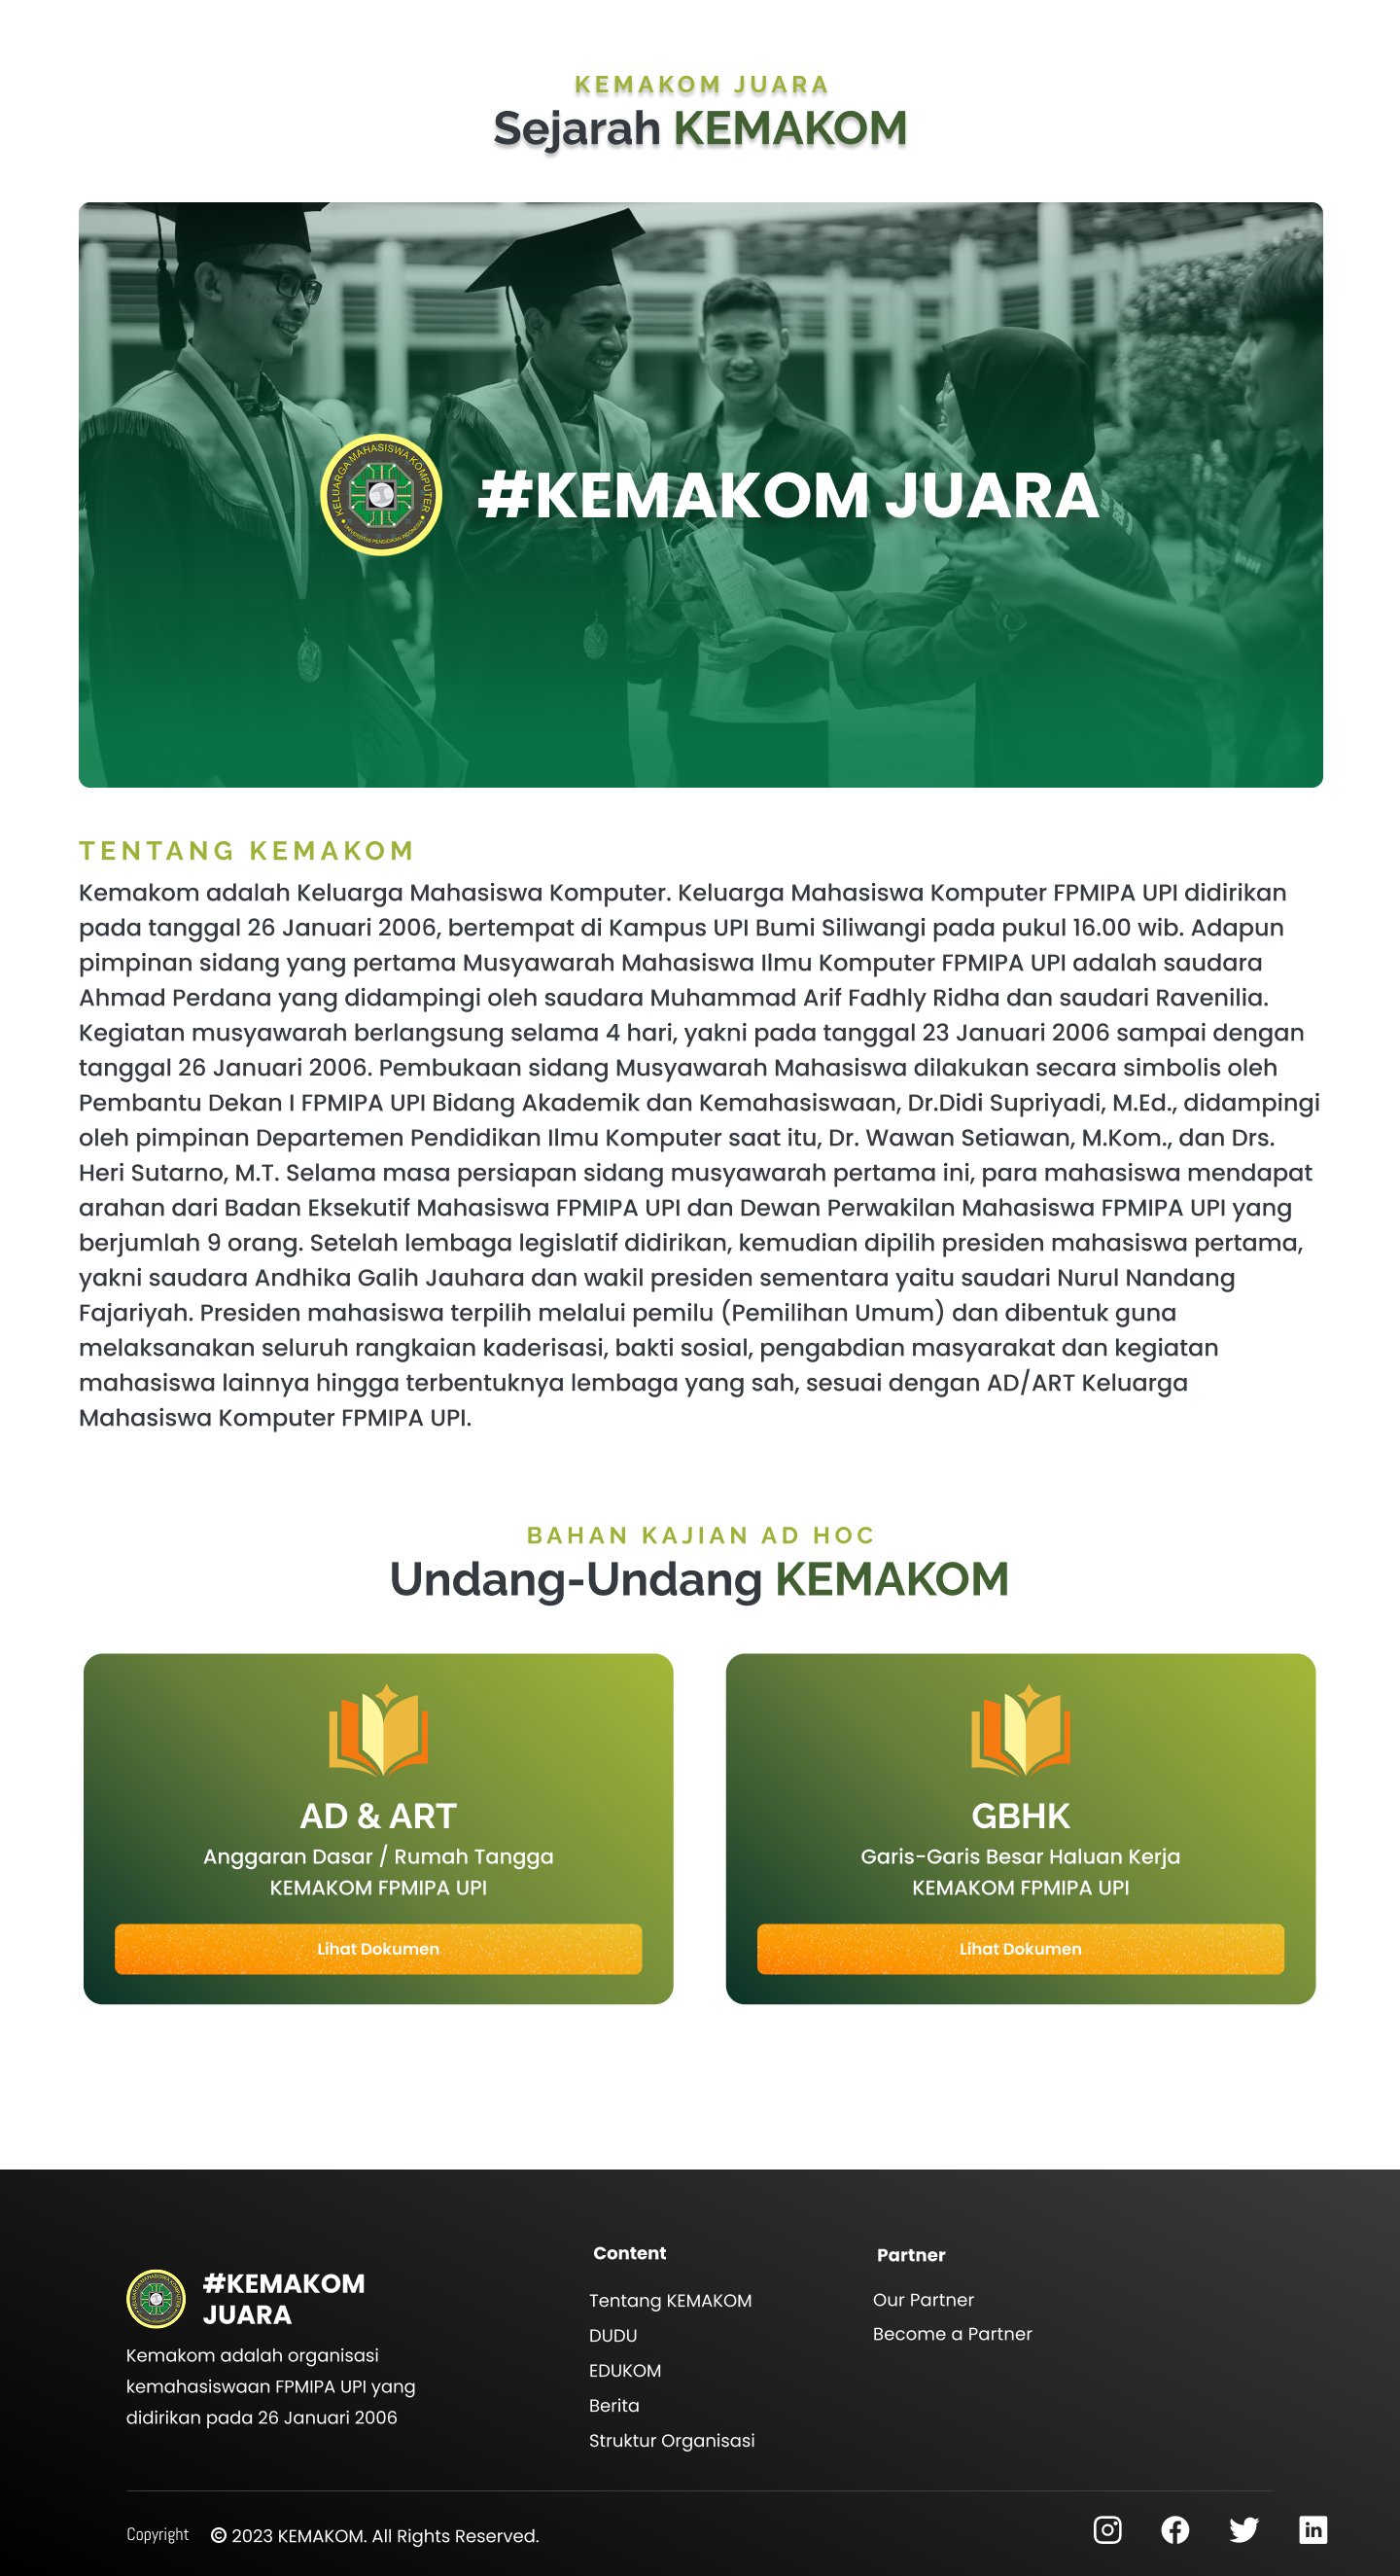 KEMAKOM JUARA
Sejarah KEMAKOM
KELUARGA MAHASISWA KOMPUTER
UNIVERSITAS PENDIDIKAN INDONESIA
#KEMAKOM JUARA
TENTANG KEMAKOM
Kemakom adalah Keluarga Mahasiswa Komputer. Keluarga Mahasiswa Komputer FPMIPA UPI didirikan
pada tanggal 26 Januari 2006, bertempat di Kampus UPI Bumi Siliwangi pada pukul 16.00 wib. Adapun
pimpinan sidang yang pertama Musyawarah Mahasiswa Ilmu Komputer FPMIPA UPI adalah saudara
Ahmad Perdana yang didampingi oleh saudara Muhammad Arif Fadhly Ridha dan saudari Ravenilia.
Kegiatan musyawarah berlangsung selama 4 hari, yakni pada tanggal 23 Januari 2006 sampai dengan
tanggal 26 Januari 2006. Pembukaan sidang Musyawarah Mahasiswa dilakukan secara simbolis oleh
Pembantu Dekan I FPMIPA UPI Bidang Akademik dan Kemahasiswaan, Dr.Didi Supriyadi, M.Ed., didampingi
oleh pimpinan Departemen Pendidikan Ilmu Komputer saat itu, Dr. Wawan Setiawan, M.Kom., dan Drs.
Heri Sutarno, M.T. Selama masa persiapan sidang musyawarah pertama ini, para mahasiswa mendapat
arahan dari Badan Eksekutif Mahasiswa FPMIPA UPI dan Dewan Perwakilan Mahasiswa FPMIPA UPI yang
berjumlah 9 orang. Setelah lembaga legislatif didirikan, kemudian dipilih presiden mahasiswa pertama,
yakni saudara Andhika Galih Jauhara dan wakil presiden sementara yaitu saudari Nurul Nandang
Fajariyah. Presiden mahasiswa terpilih melalui pemilu (Pemilihan Umum) dan dibentuk guna
melaksanakan seluruh rangkaian kaderisasi, bakti sosial, pengabdian masyarakat dan kegiatan
mahasiswa lainnya hingga terbentuknya lembaga yang sah, sesuai dengan AD/ART Keluarga
Mahasiswa Komputer FPMIPA UPI.
BAHAN KAJIAN AD HOC
Undang-Undang KEMAKOM
AD & ART
Anggaran Dasar / Rumah Tangga
KEMAKOM FPMIPA UPI
Lihat Dokumen
GBHK
Garis-Garis Besar Haluan Kerja
KEMAKOM FPMIPA UPI
Lihat Dokumen
#KEMAKOM
JUARA
Kemakom adalah organisasi
kemahasiswaan FPMIPA UPI yang
didirikan pada 26 Januari 2006
Content
Tentang KEMAKOM
DUDU
EDUKOM
Berita
Struktur Organisasi
Partner
Our Partner
Become a Partner
Copyright © 2023 KEMAKOM. All Rights Reserved.